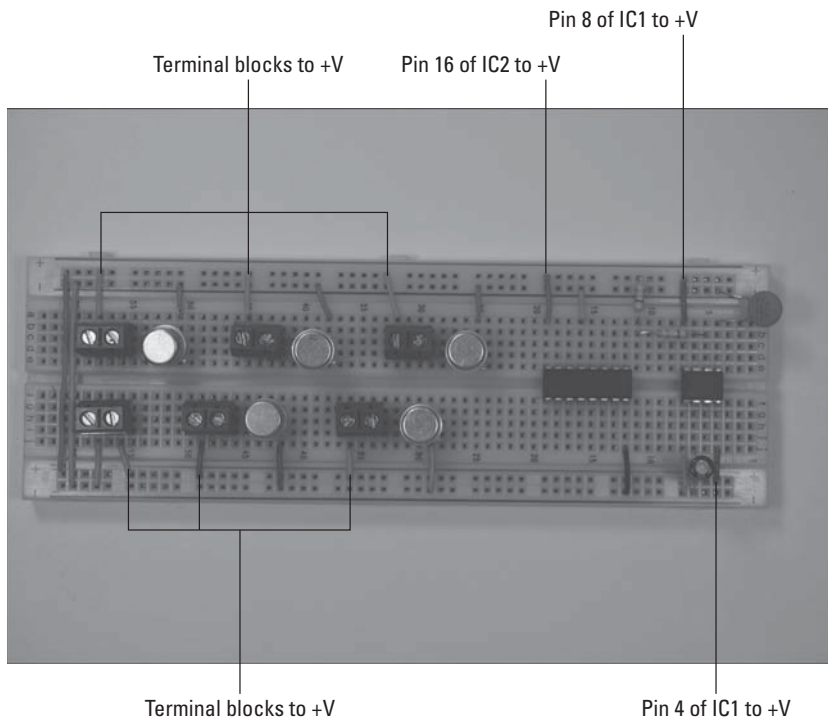 Pin 8 of IC1 to +V
Terminal blocks to +V
Pin 16 of IC2 to +V
Terminal blocks to +V
Pin 4 of IC1 to +V